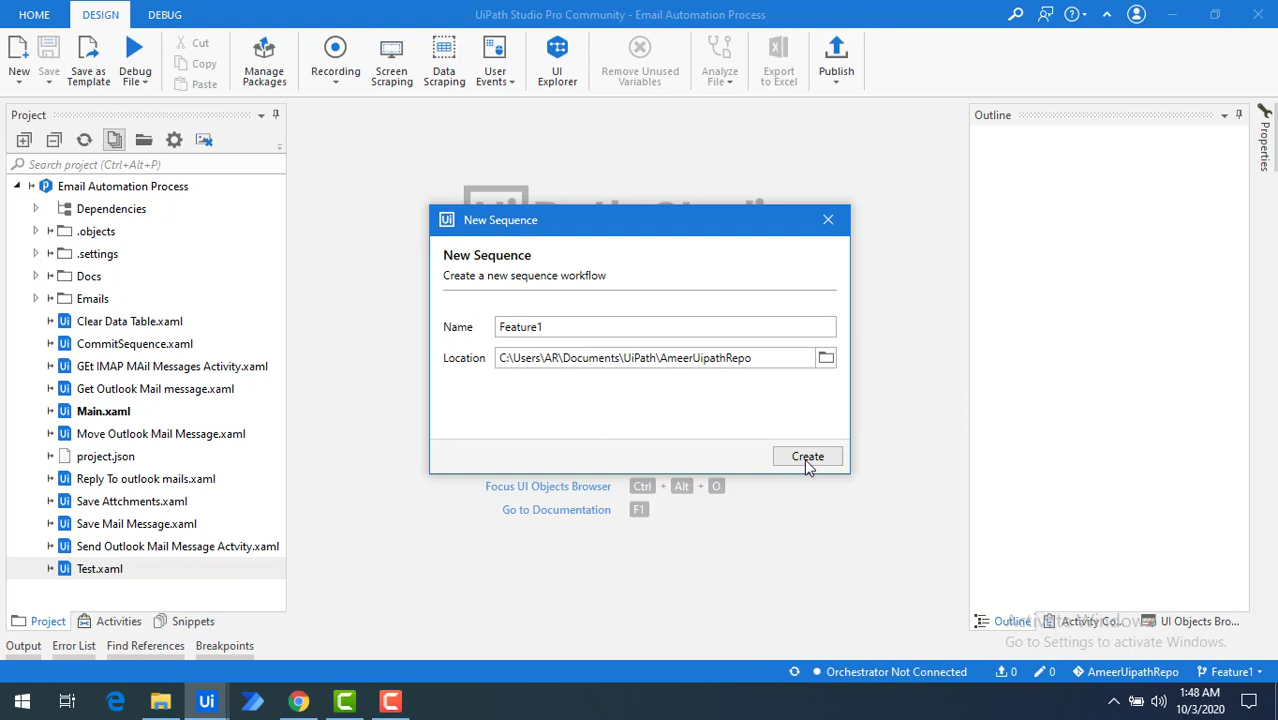 HOME
DESIGN
DEBUG
UiPath Studio Pro Community - Email Automation Process
New
Save
Save as Template
Debug File
Cut
Copy
Paste
Manage Packages
Recording
Screen Scraping
Data Scraping
User Events
UI Explorer
Remove Unused Variables
Analyze File
Export to Excel
Publish
Project
Search project (Ctrl+Alt+P)
Email Automation Process
Dependencies
.objects
.settings
Docs
Emails
Clear Data Table.xaml
CommitSequence.xaml
GEt IMAP MAil Messages Activity.xaml
Get Outlook Mail message.xaml
Main.xaml
Move Outlook Mail Message.xaml
project.json
Reply To outlook mails.xaml
Save Attchments.xaml
Save Mail Message.xaml
Send Outlook Mail Message Actvity.xaml
Test.xaml
Project
Activities
Snippets
Ui New Sequence
New Sequence
Create a new sequence workflow
Name Feature1
Location C:\Users\AR\Documents\UiPath\AmeerUipathRepo
Create
Focus UI Objects Browser Ctrl + Alt + O
Go to Documentation F1
Outline
Properties
Outline
Activity Co...
UI Objects Bro...
Activate Windows
Go to Settings to activate Windows.
Output
Error List
Find References
Breakpoints
Orchestrator Not Connected
0
0
AmeerUipathRepo
Feature1
1:48 AM
10/3/2020